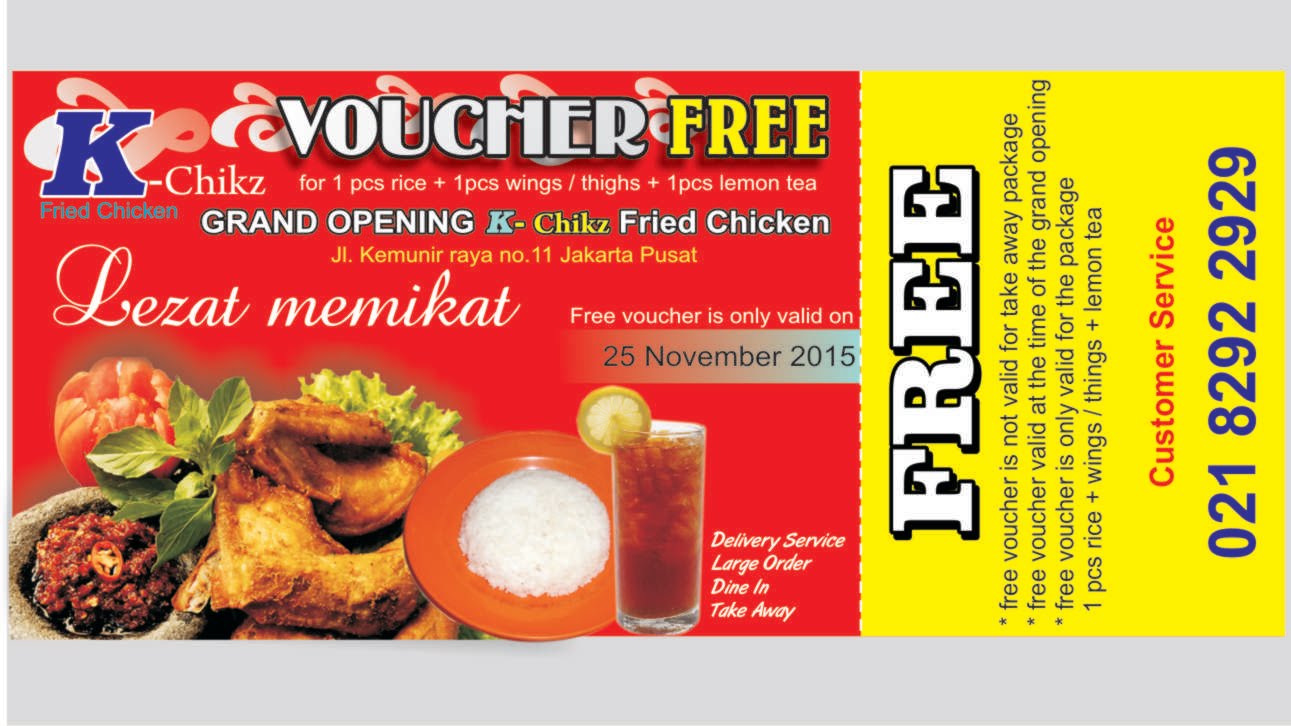 K-Chikz
Fried Chicken
VOUCHER FREE
for 1 pcs rice + 1pcs wings / thighs + 1pcs lemon tea
GRAND OPENING K- Chikz Fried Chicken
Jl. Kemunir raya no.11 Jakarta Pusat
Lezat memikat
Free voucher is only valid on
25 November 2015
Delivery Service
Large Order
Dine In
Take Away
FREE
* free voucher is not valid for take away package
* free voucher valid at the time of the grand opening
* free voucher is only valid for the package
1 pcs rice + wings / things + lemon tea
Customer Service
021 8292 2929